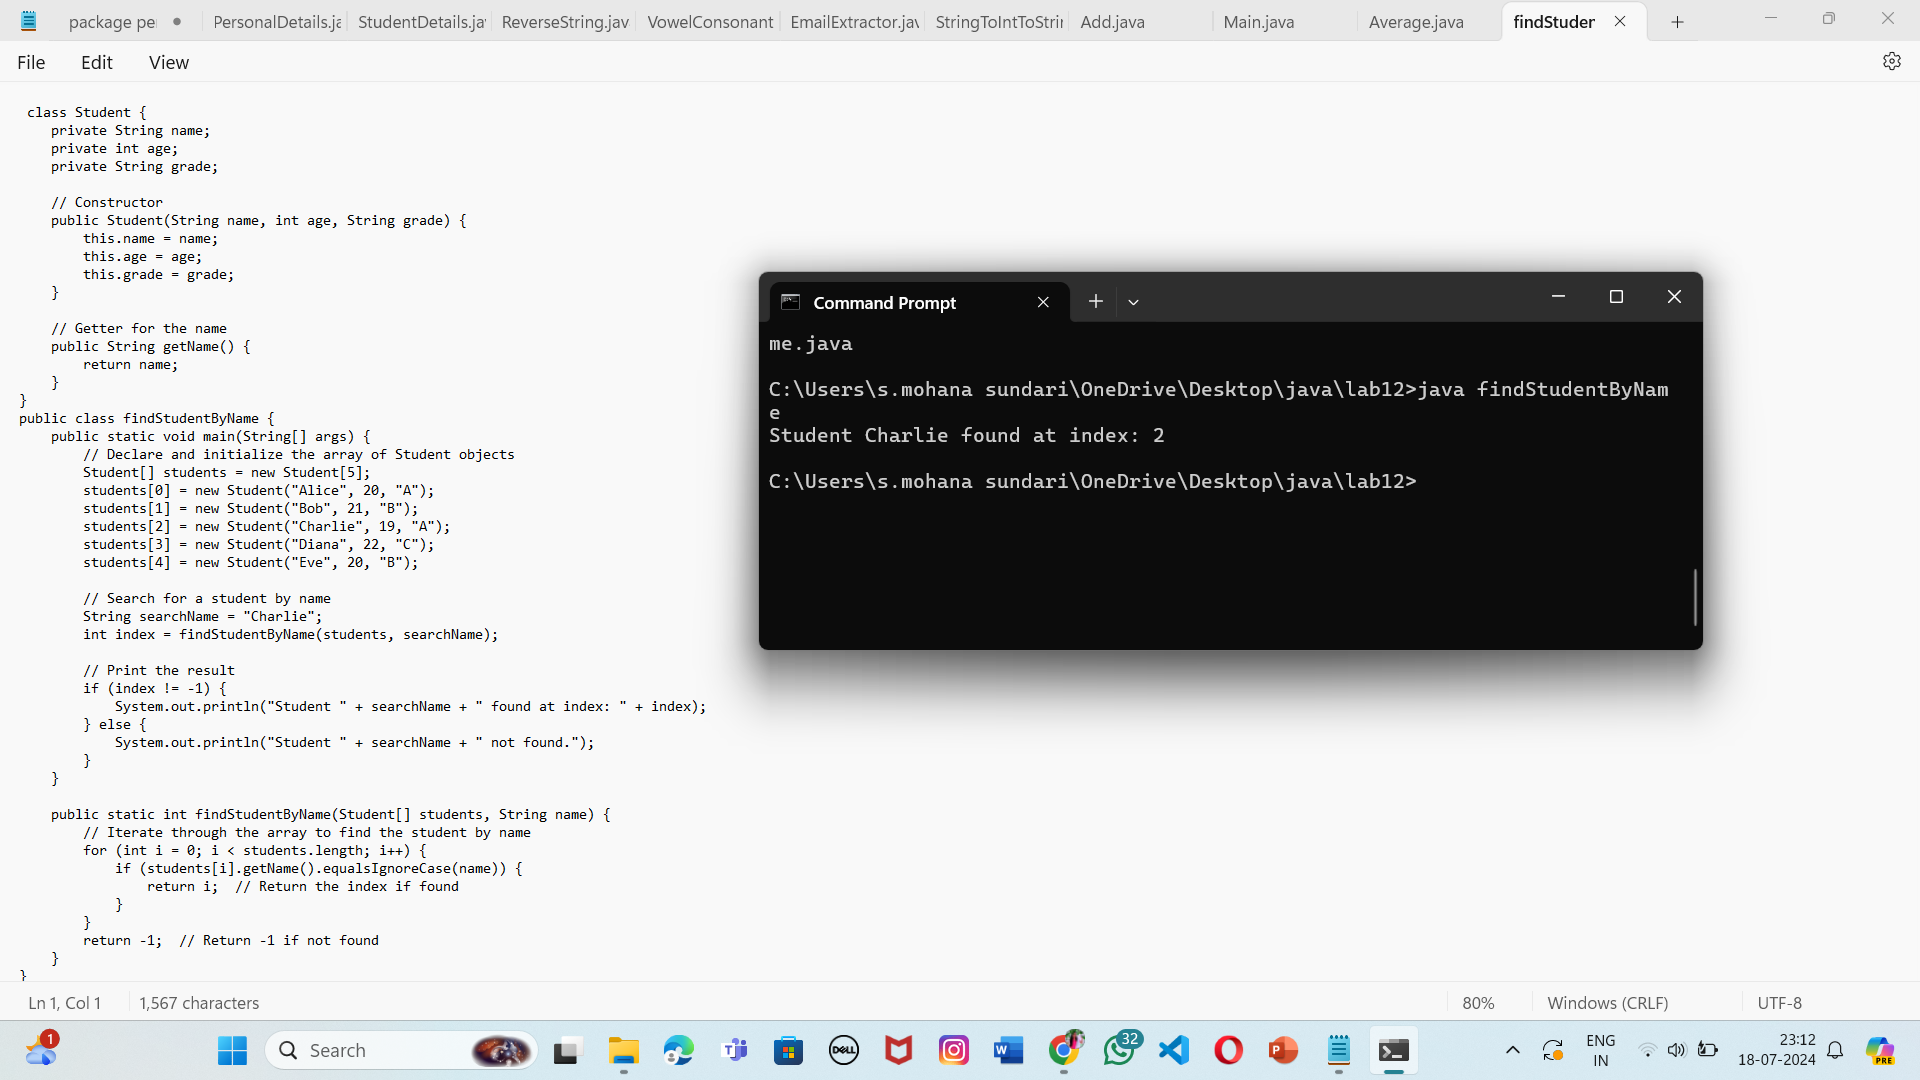 package pe
PersonalDetails.ja
StudentDetails.ja
ReverseString.jav
VowelConsonant
EmailExtractor.jav
StringToIntToStrin
Add.java
Main.java
Average.java
findStuden
File
Edit
View
class Student {
private String name;
private int age;
private String grade;
// Constructor
public Student(String name, int age, String grade) {
this.name = name;
this.age = age;
this.grade = grade;
}
// Getter for the name
public String getName() {
return name;
}
}
public class findStudentByName {
public static void main(String[] args) {
// Declare and initialize the array of Student objects
Student[] students = new Student[5];
students[0] = new Student("Alice", 20, "A");
students[1] = new Student("Bob", 21, "B");
students[2] = new Student("Charlie", 19, "A");
students[3] = new Student("Diana", 22, "C");
students[4] = new Student("Eve", 20, "B");
// Search for a student by name
String searchName = "Charlie";
int index = findStudentByName(students, searchName);
// Print the result
if (index != -1) {
System.out.println("Student " + searchName + " found at index: " + index);
} else {
System.out.println("Student " + searchName + " not found.");
}
}
public static int findStudentByName(Student[] students, String name) {
// Iterate through the array to find the student by name
for (int i = 0; i < students.length; i++) {
if (students[i].getName().equalsIgnoreCase(name)) {
return i;  // Return the index if found
}
}
return -1;  // Return -1 if not found
}
}
Command Prompt
me.java
C:\Users\s.mohana sundari\OneDrive\Desktop\java\lab12>java findStudentByNam
e
Student Charlie found at index: 2
C:\Users\s.mohana sundari\OneDrive\Desktop\java\lab12>
Ln 1, Col 1
1,567 characters
80%
Windows (CRLF)
UTF-8
1
Search
DELL
32
ENG
IN
23:12
18-07-2024
PRE